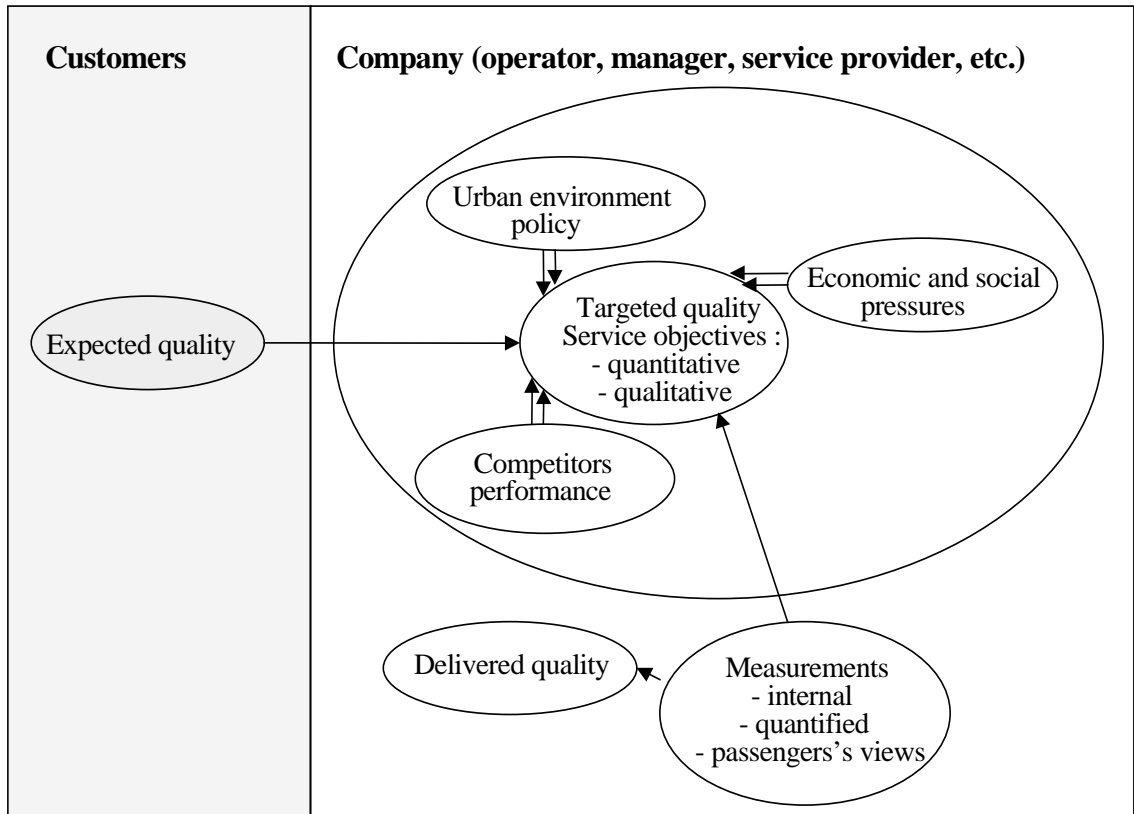 Customers
Company (operator, manager, service provider, etc.)
Urban environment
policy
Economic and social
pressures
Targeted quality
Service objectives :
- quantitative
- qualitative
Expected quality
Competitors
performance
Delivered quality
Measurements
- internal
- quantified
- passengers's views